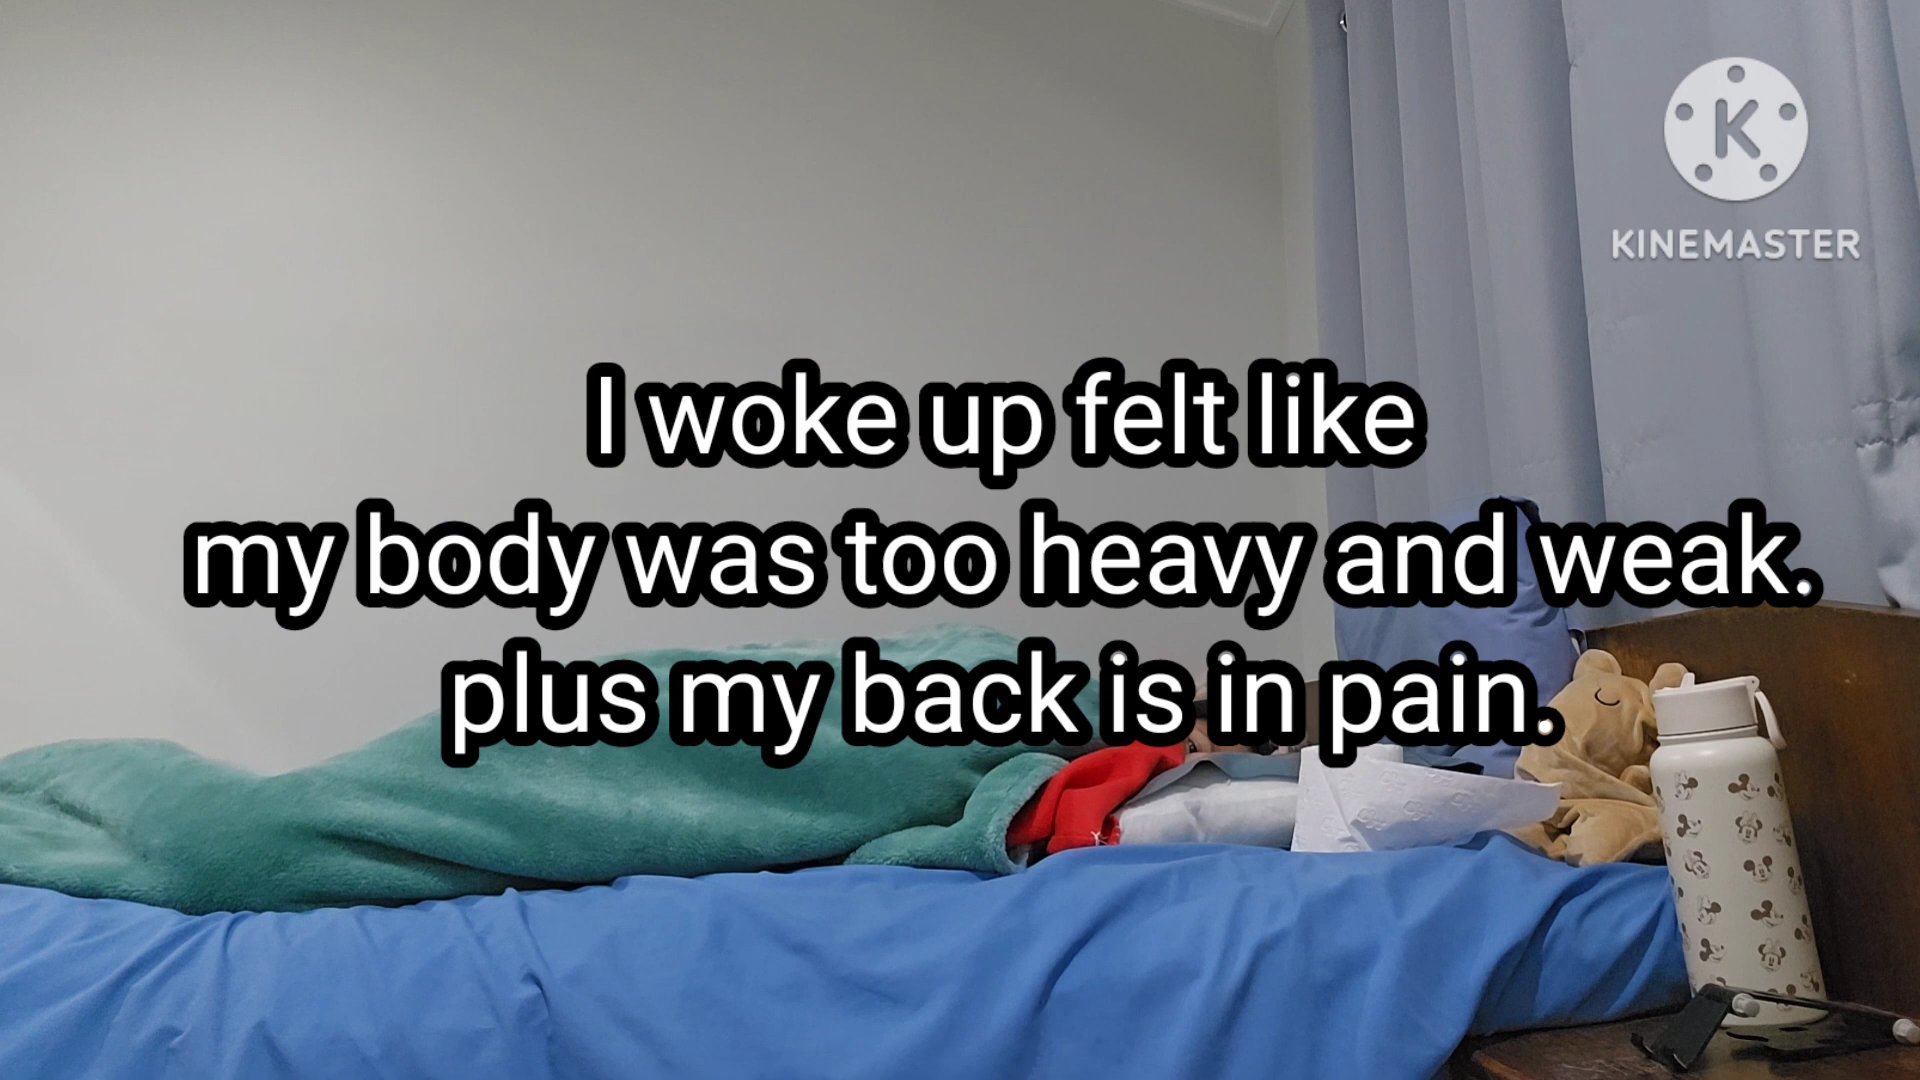 K
KINEMASTER
I woke up felt like
my body was too heavy and weak.
plus my back is in pain.